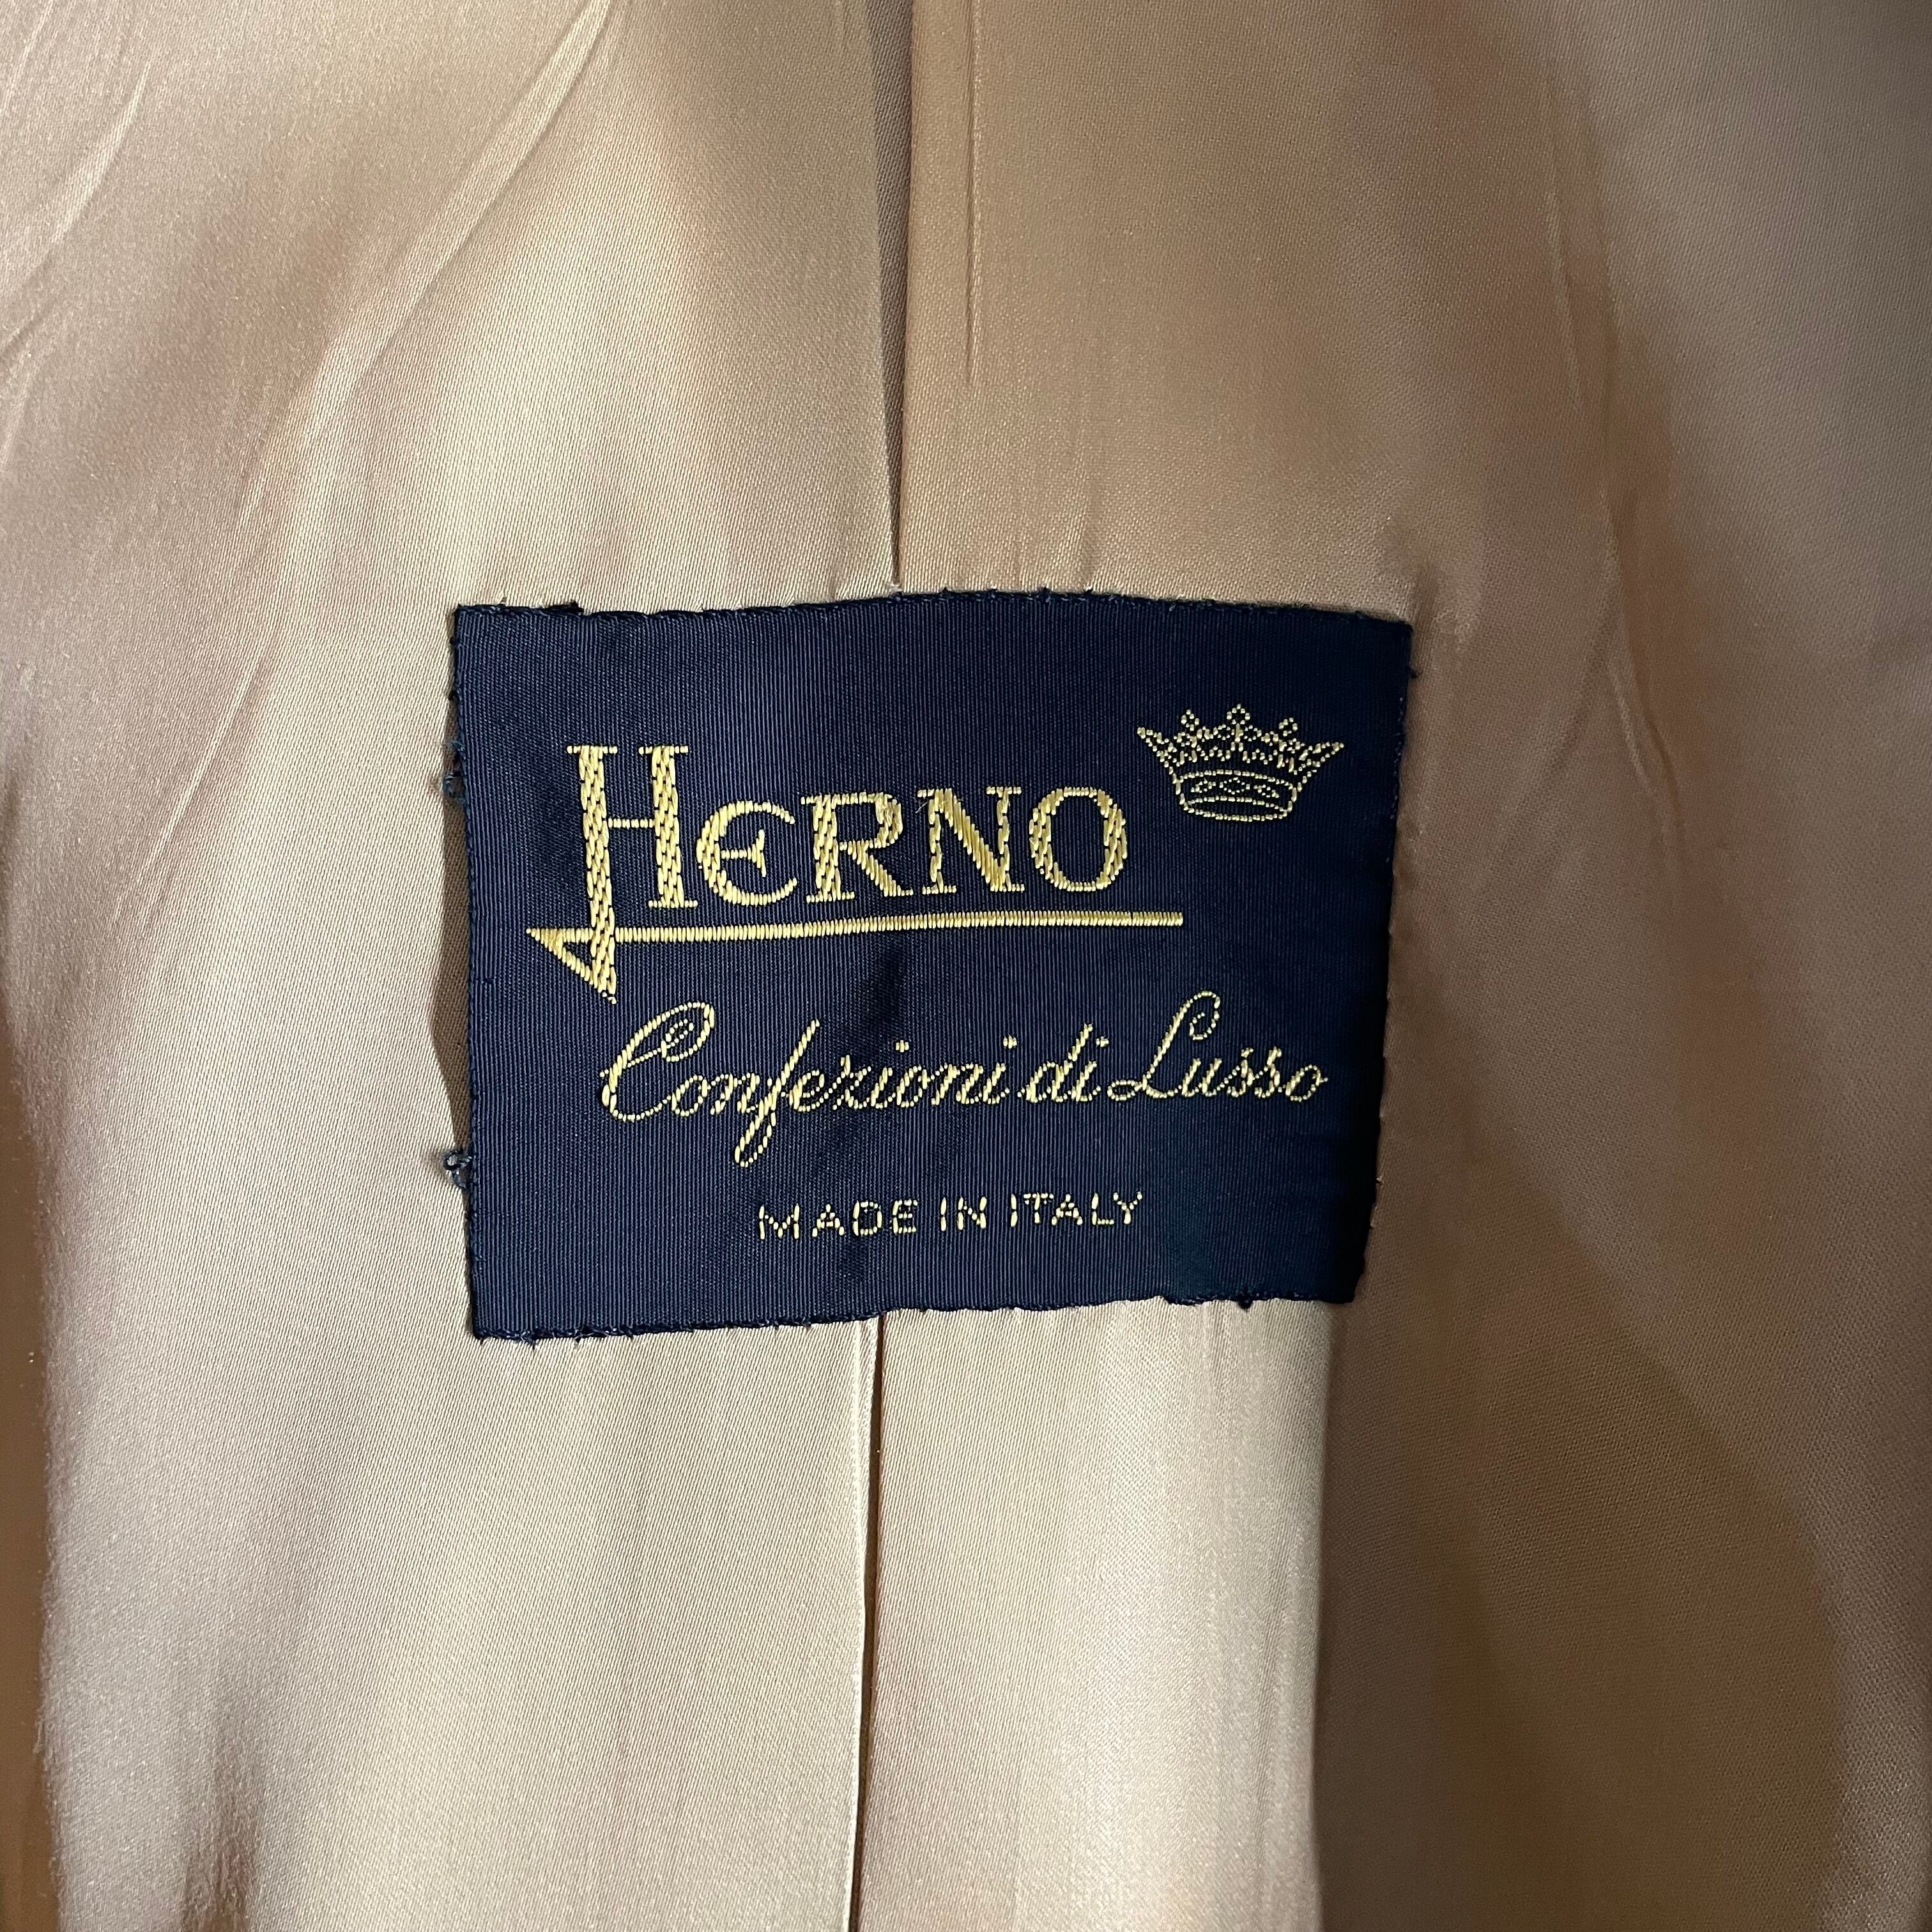 HERNO
Confezioni di Lusso
MADE IN ITALY